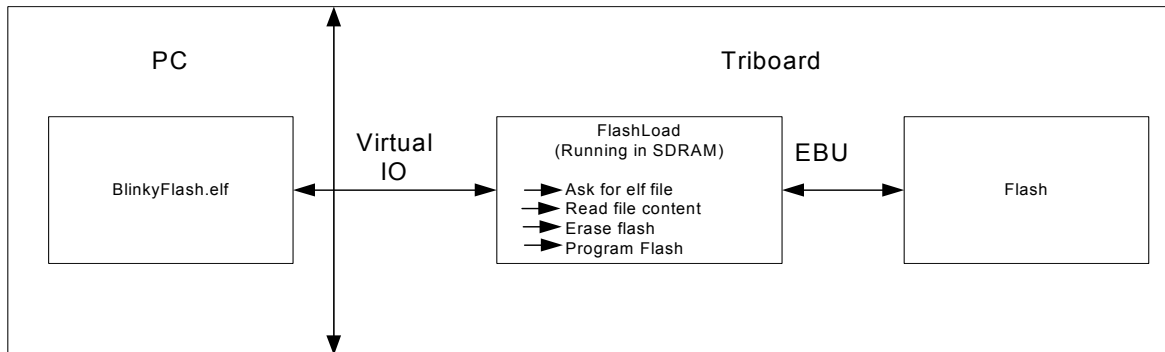 PC
Triboard
BlinkyFlash.elf
Virtual
IO
FlashLoad
(Running in SDRAM)
Ask for elf file
Read file content
Erase flash
Program Flash
EBU
Flash